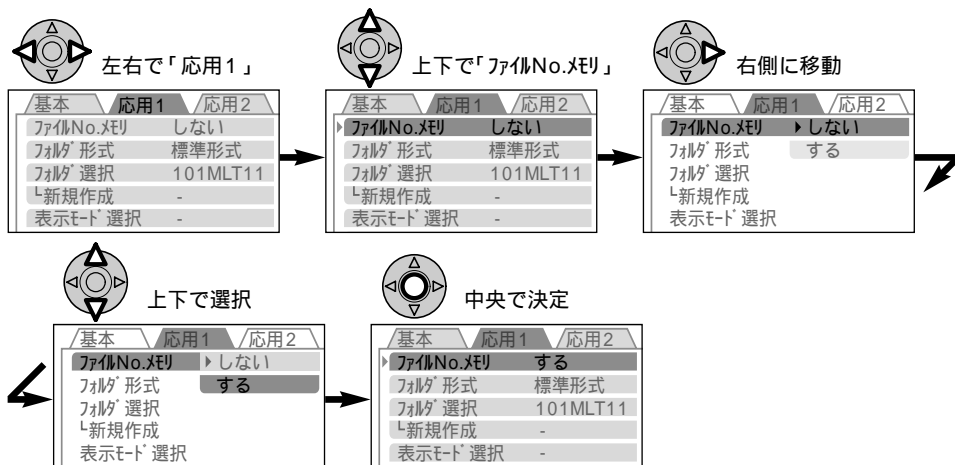 左右で「応用1」
基本 応用1 応用2
ﾌｧｲﾙNo.ﾒﾓﾘ しない
ﾌｫﾙﾀﾞ形式 標準形式
ﾌｫﾙﾀﾞ選択 101MLT11
└新規作成 -
表示ﾓｰﾄﾞ選択 -
上下で「ﾌｧｲﾙNo.ﾒﾓﾘ」
基本 応用1 応用2
ﾌｧｲﾙNo.ﾒﾓﾘ しない
ﾌｫﾙﾀﾞ形式 標準形式
ﾌｫﾙﾀﾞ選択 101MLT11
└新規作成 -
表示ﾓｰﾄﾞ選択 -
右側に移動
基本 応用1 応用2
ﾌｧｲﾙNo.ﾒﾓﾘ しない
ﾌｫﾙﾀﾞ形式 する
ﾌｫﾙﾀﾞ選択
└新規作成
表示ﾓｰﾄﾞ選択
上下で選択
基本 応用1 応用2
ﾌｧｲﾙNo.ﾒﾓﾘ しない
ﾌｫﾙﾀﾞ形式 する
ﾌｫﾙﾀﾞ選択
└新規作成
表示ﾓｰﾄﾞ選択
中央で決定
基本 応用1 応用2
ﾌｧｲﾙNo.ﾒﾓﾘ する
ﾌｫﾙﾀﾞ形式 標準形式
ﾌｫﾙﾀﾞ選択 101MLT11
└新規作成 -
表示ﾓｰﾄﾞ選択 -